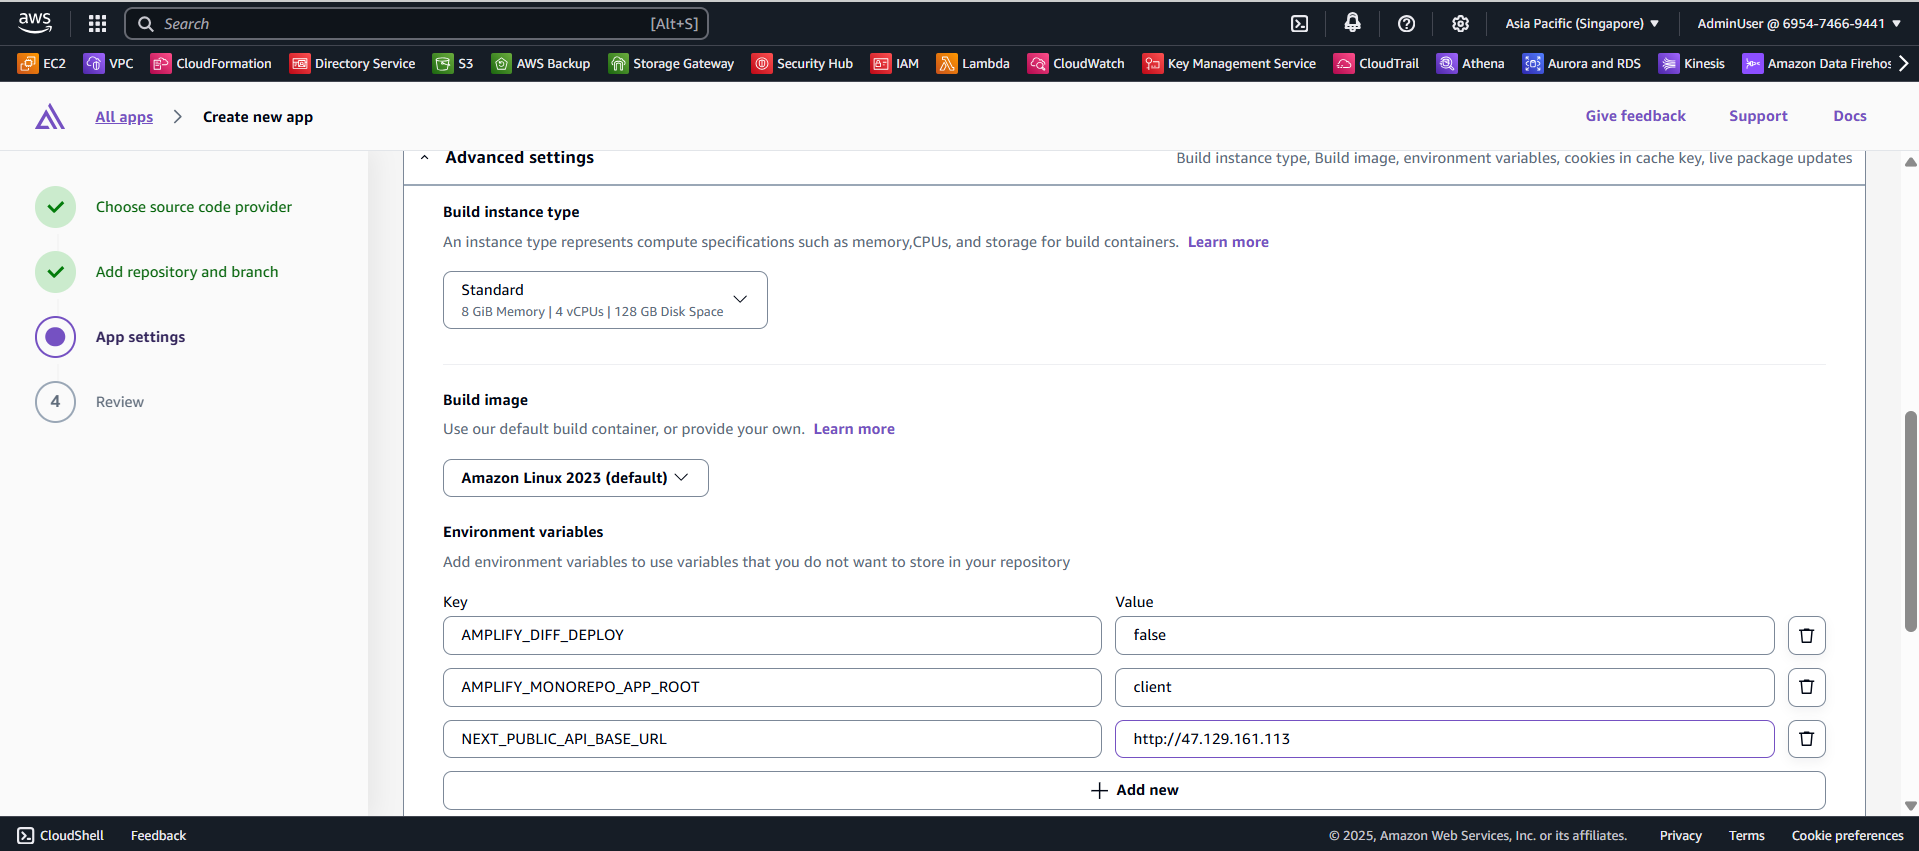 aws
Search [Alt+S]
Asia Pacific (Singapore)
AdminUser @ 6954-7466-9441
EC2 VPC CloudFormation Directory Service S3 AWS Backup Storage Gateway Security Hub IAM Lambda CloudWatch Key Management Service CloudTrail Athena Aurora and RDS Kinesis Amazon Data Firehos
All apps Create new app
Give feedback Support Docs
Choose source code provider
Add repository and branch
App settings
4 Review
Advanced settings
Build instance type, Build image, environment variables, cookies in cache key, live package updates
Build instance type
An instance type represents compute specifications such as memory,CPUs, and storage for build containers. Learn more
Standard
8 GiB Memory | 4 vCPUs | 128 GB Disk Space
Build image
Use our default build container, or provide your own. Learn more
Amazon Linux 2023 (default)
Environment variables
Add environment variables to use variables that you do not want to store in your repository
Key Value
AMPLIFY_DIFF_DEPLOY false
AMPLIFY_MONOREPO_APP_ROOT client
NEXT_PUBLIC_API_BASE_URL http://47.129.161.113
Add new
CloudShell Feedback
© 2025, Amazon Web Services, Inc. or its affiliates. Privacy Terms Cookie preferences